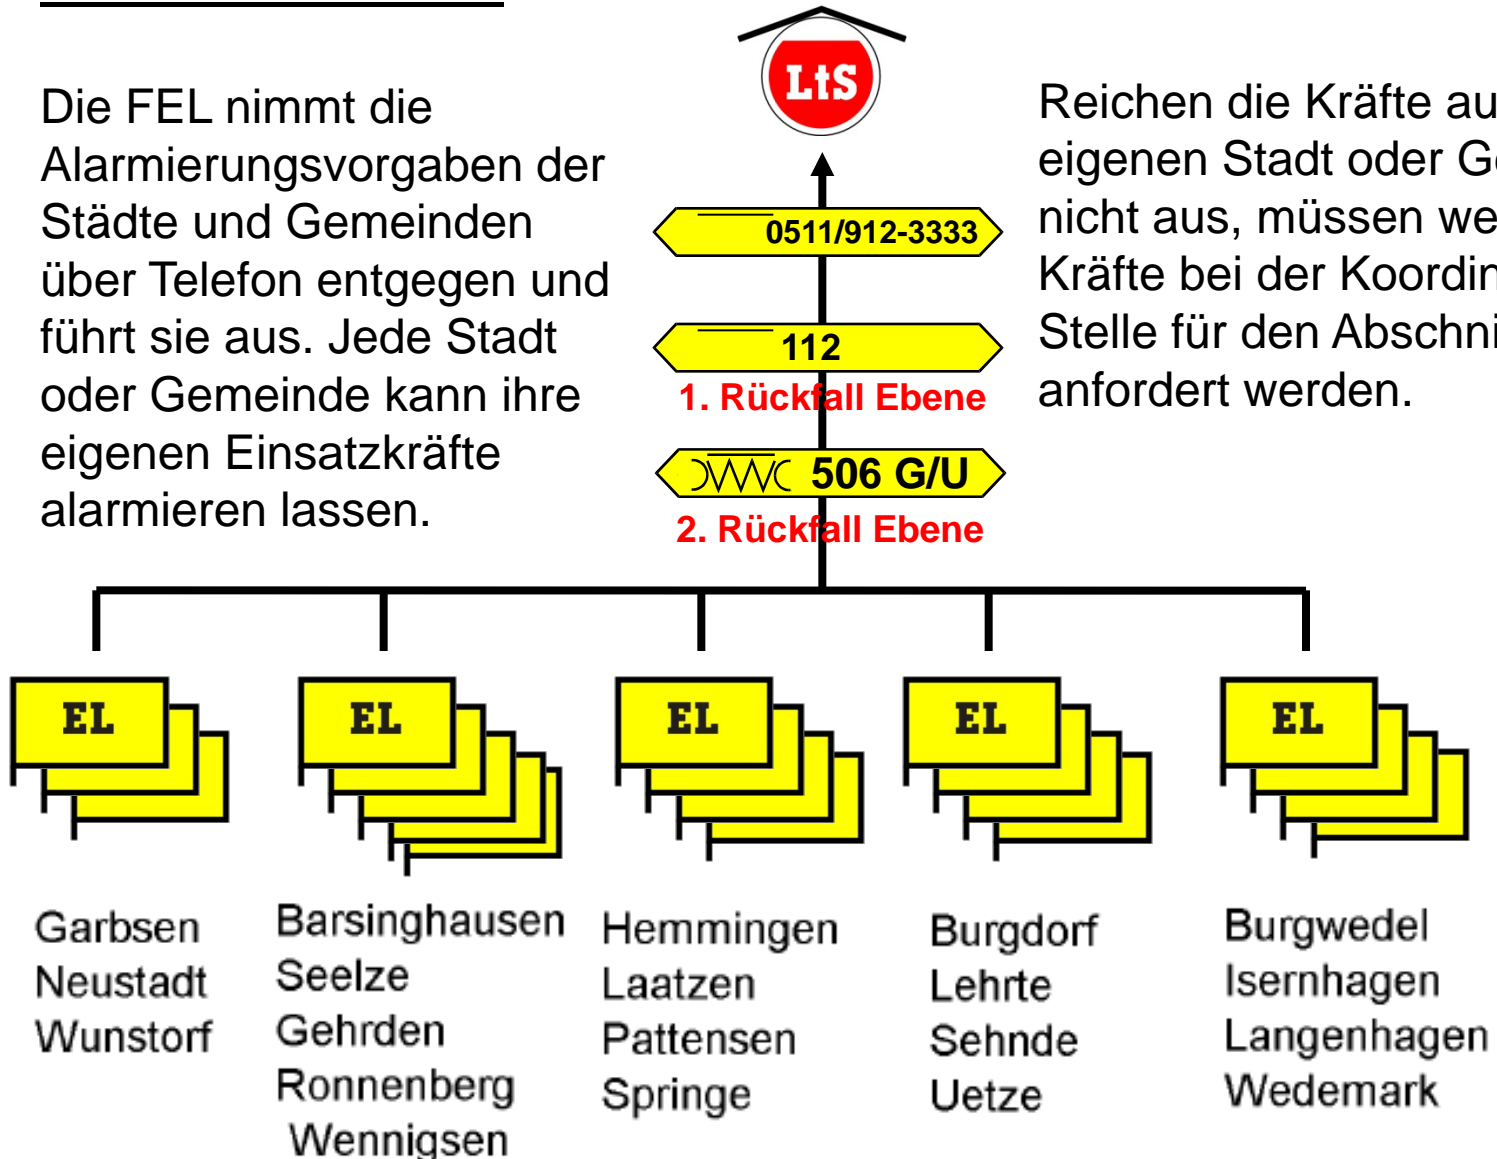 LtS
Die FEL nimmt die
Alarmierungsvorgaben der
Städte und Gemeinden
über Telefon entgegen und
führt sie aus. Jede Stadt
oder Gemeinde kann ihre
eigenen Einsatzkräfte
alarmieren lassen.
0511/912-3333
112
1. Rückfall Ebene
506 G/U
2. Rückfall Ebene
Reichen die Kräfte
eigenen Stadt oder
nicht aus, müssen
Kräfte bei der
Stelle für den
anfordert werden.
EL
EL
EL
EL
EL
Garbsen
Neustadt
Wunstorf
Barsinghausen
Seelze
Gehrden
Ronnenberg
Wennigsen
Hemmingen
Laatzen
Pattensen
Springe
Burgdorf
Lehrte
Sehnde
Uetze
Burgwedel
Isernhagen
Langenhagen
Wedemark